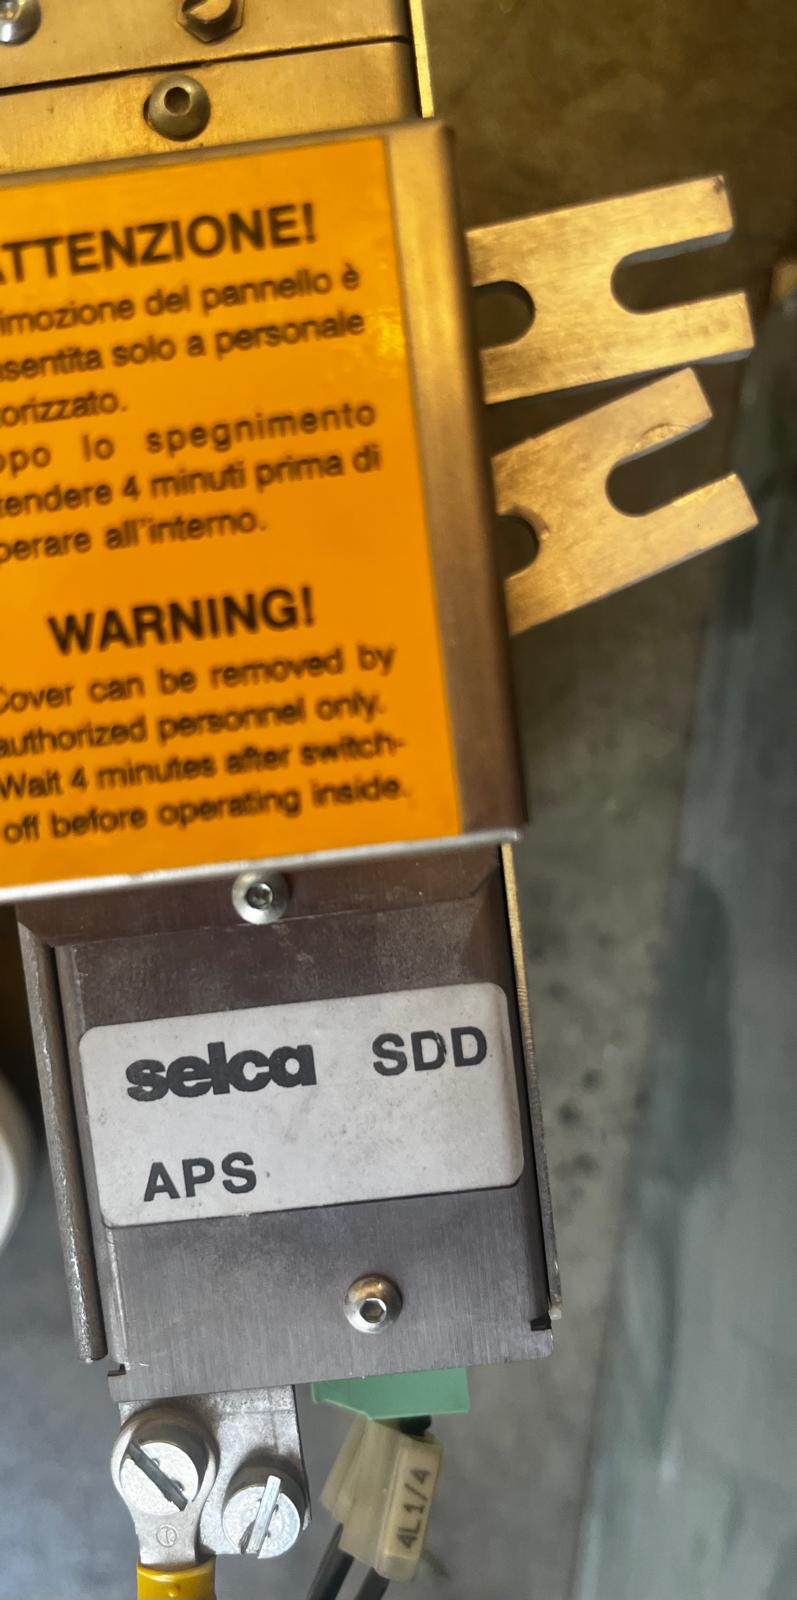 ATTENZIONE!
imozione del pannello è
sentita solo a personale
orizzato.
opo lo spegnimento
tendere 4 minuti prima di
perare all'interno.
WARNING!
Cover can be removed by
authorized personnel only.
Wait 4 minutes after switch-
off before operating inside.
selca SDD
APS
4L1/4